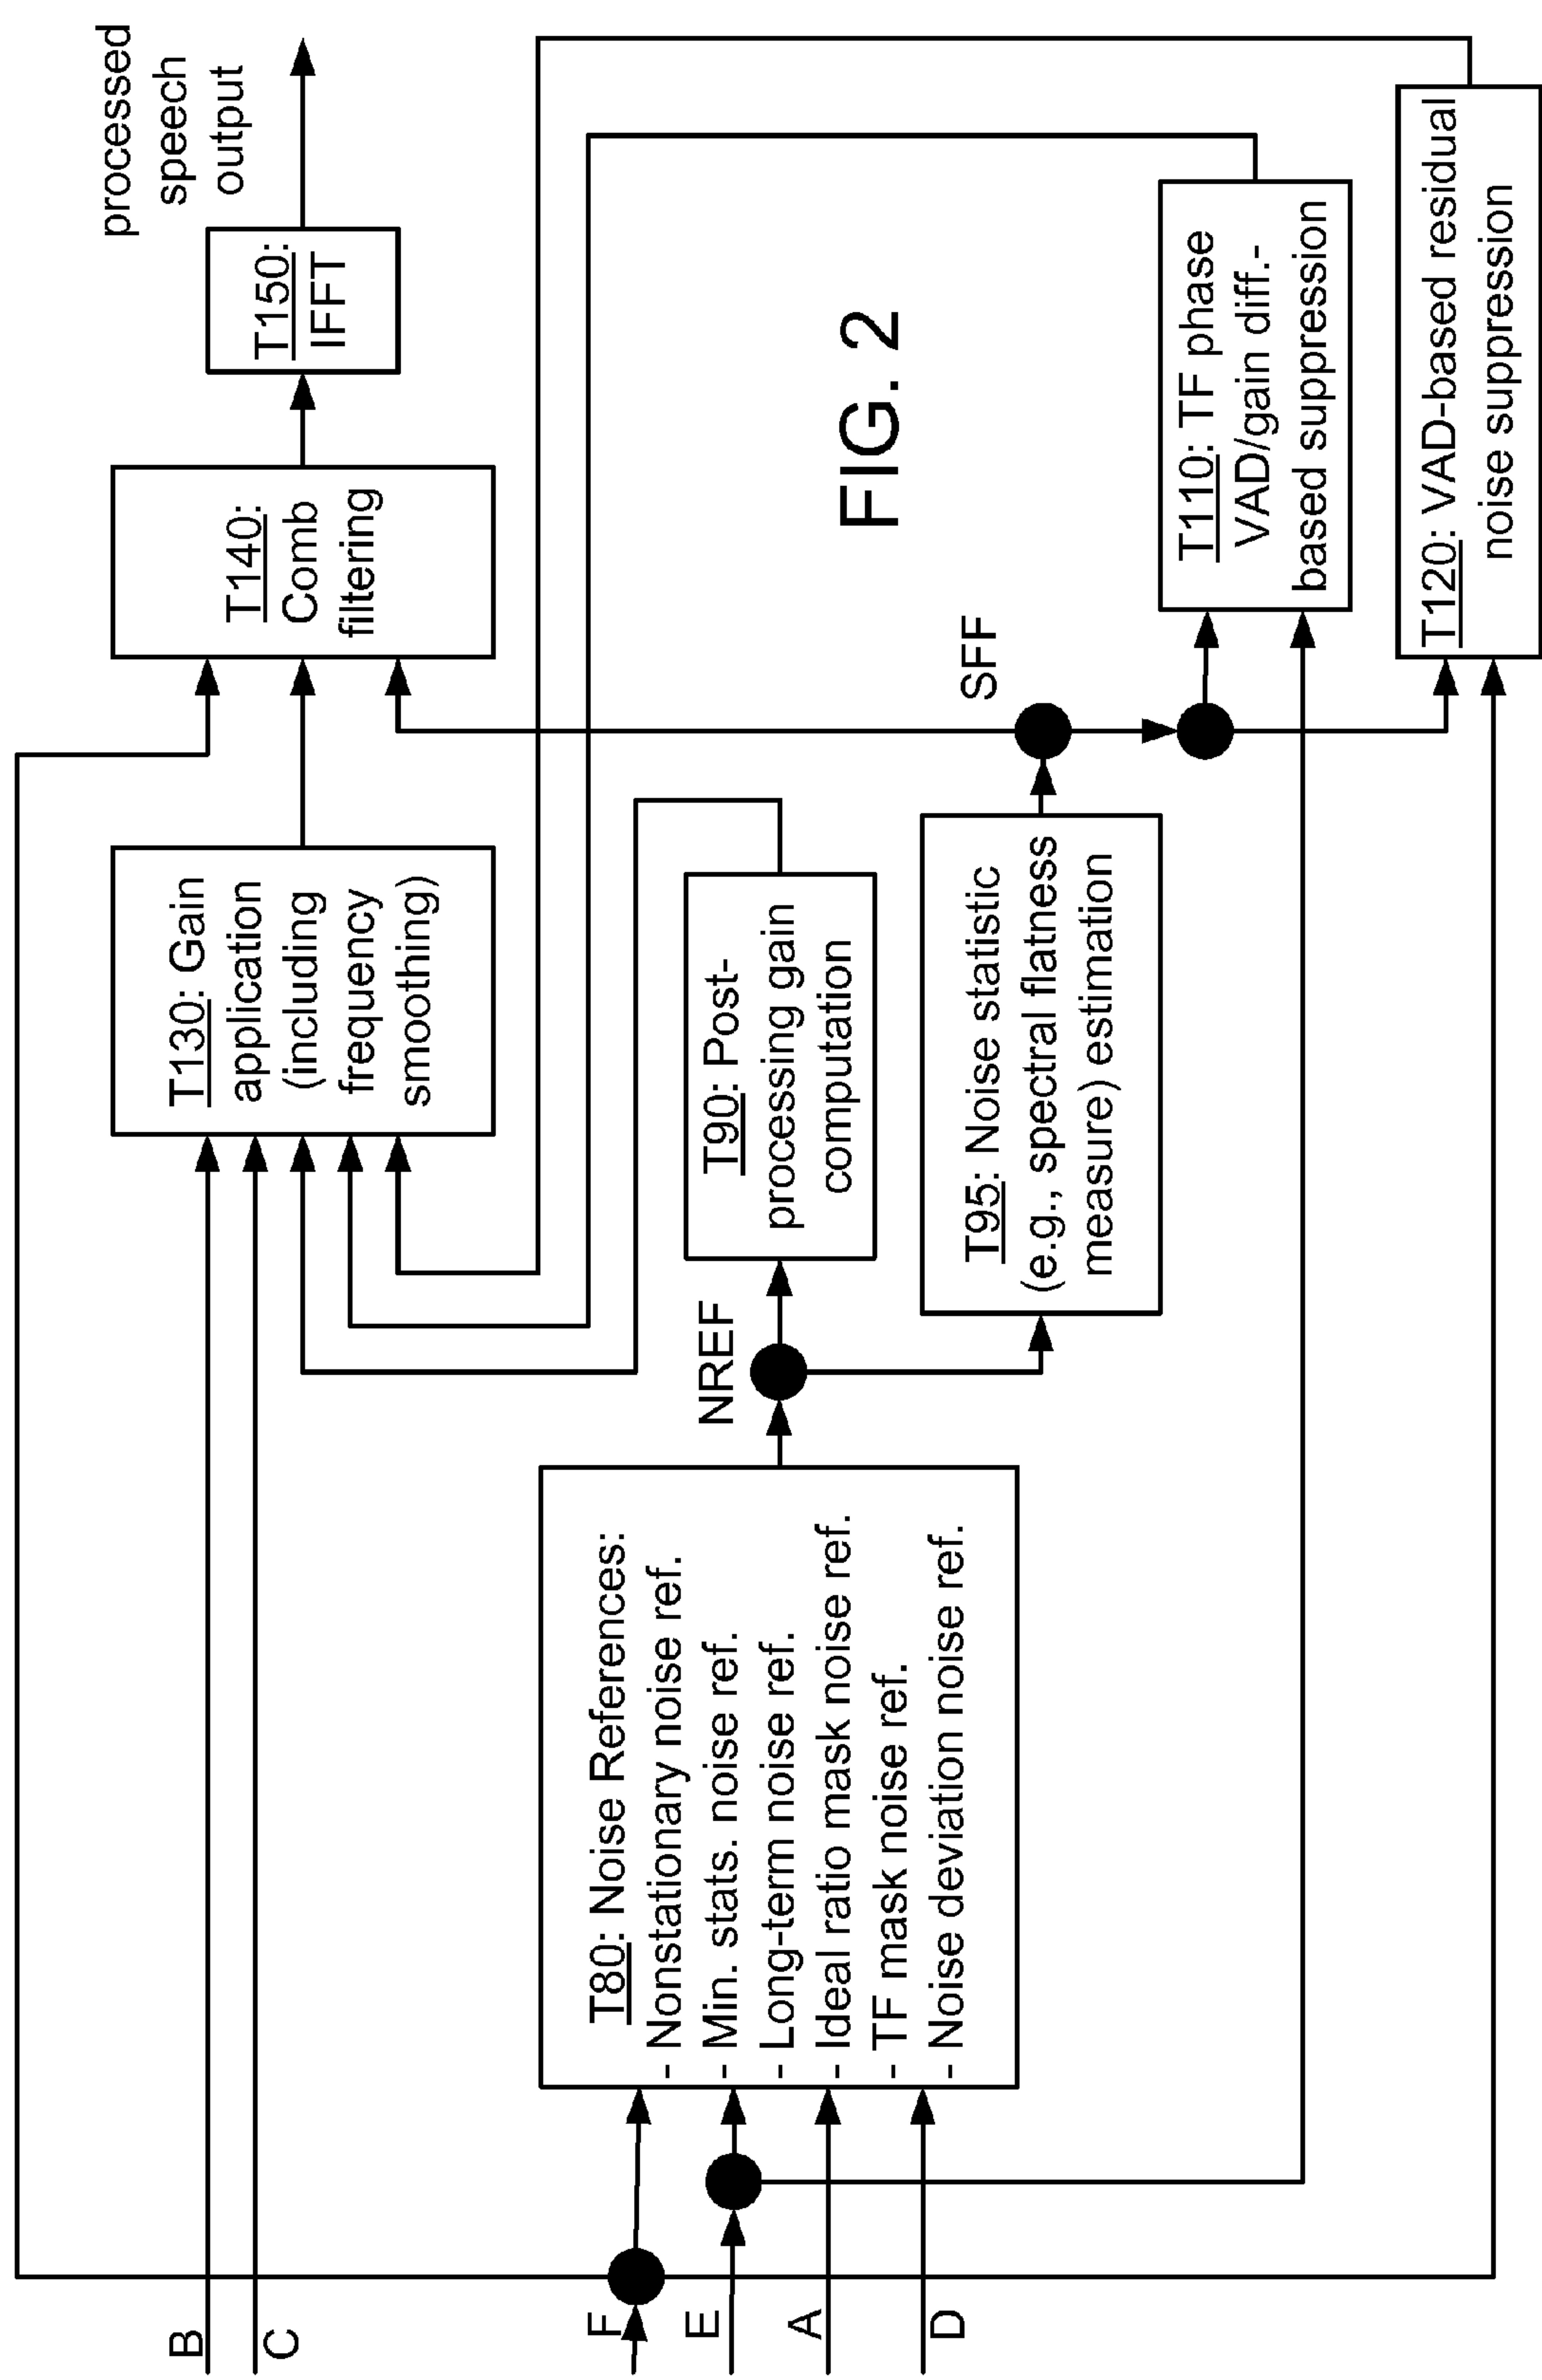 B
C
F
E
A
D
T80: Noise References:
- Nonstationary noise ref.
- Min. stats. noise ref.
- Long-term noise ref.
- Ideal ratio mask noise ref.
- TF mask noise ref.
- Noise deviation noise ref.
NREF
T90: Post-
processing gain
computation
T95: Noise statistic
(e.g., spectral flatness
measure) estimation
SFF
T130: Gain
application
(including
frequency
smoothing)
T140:
Comb
filtering
T150:
IFFT
processed
speech
output
T110: TF phase
VAD/gain diff.-
based suppression
T120: VAD-based residual
noise suppression
FIG. 2